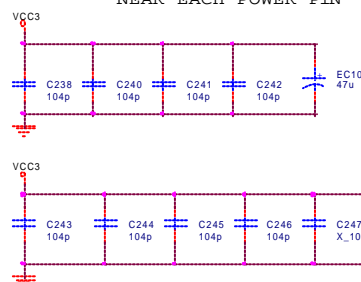 NEAR EACH POWER PIN
VCC3
C238 C240 C241 C242 EC10
104p 104p 104p 104p 47u
VCC3
C243 C244 C245 C246 C247
104p 104p 104p 104p X_10